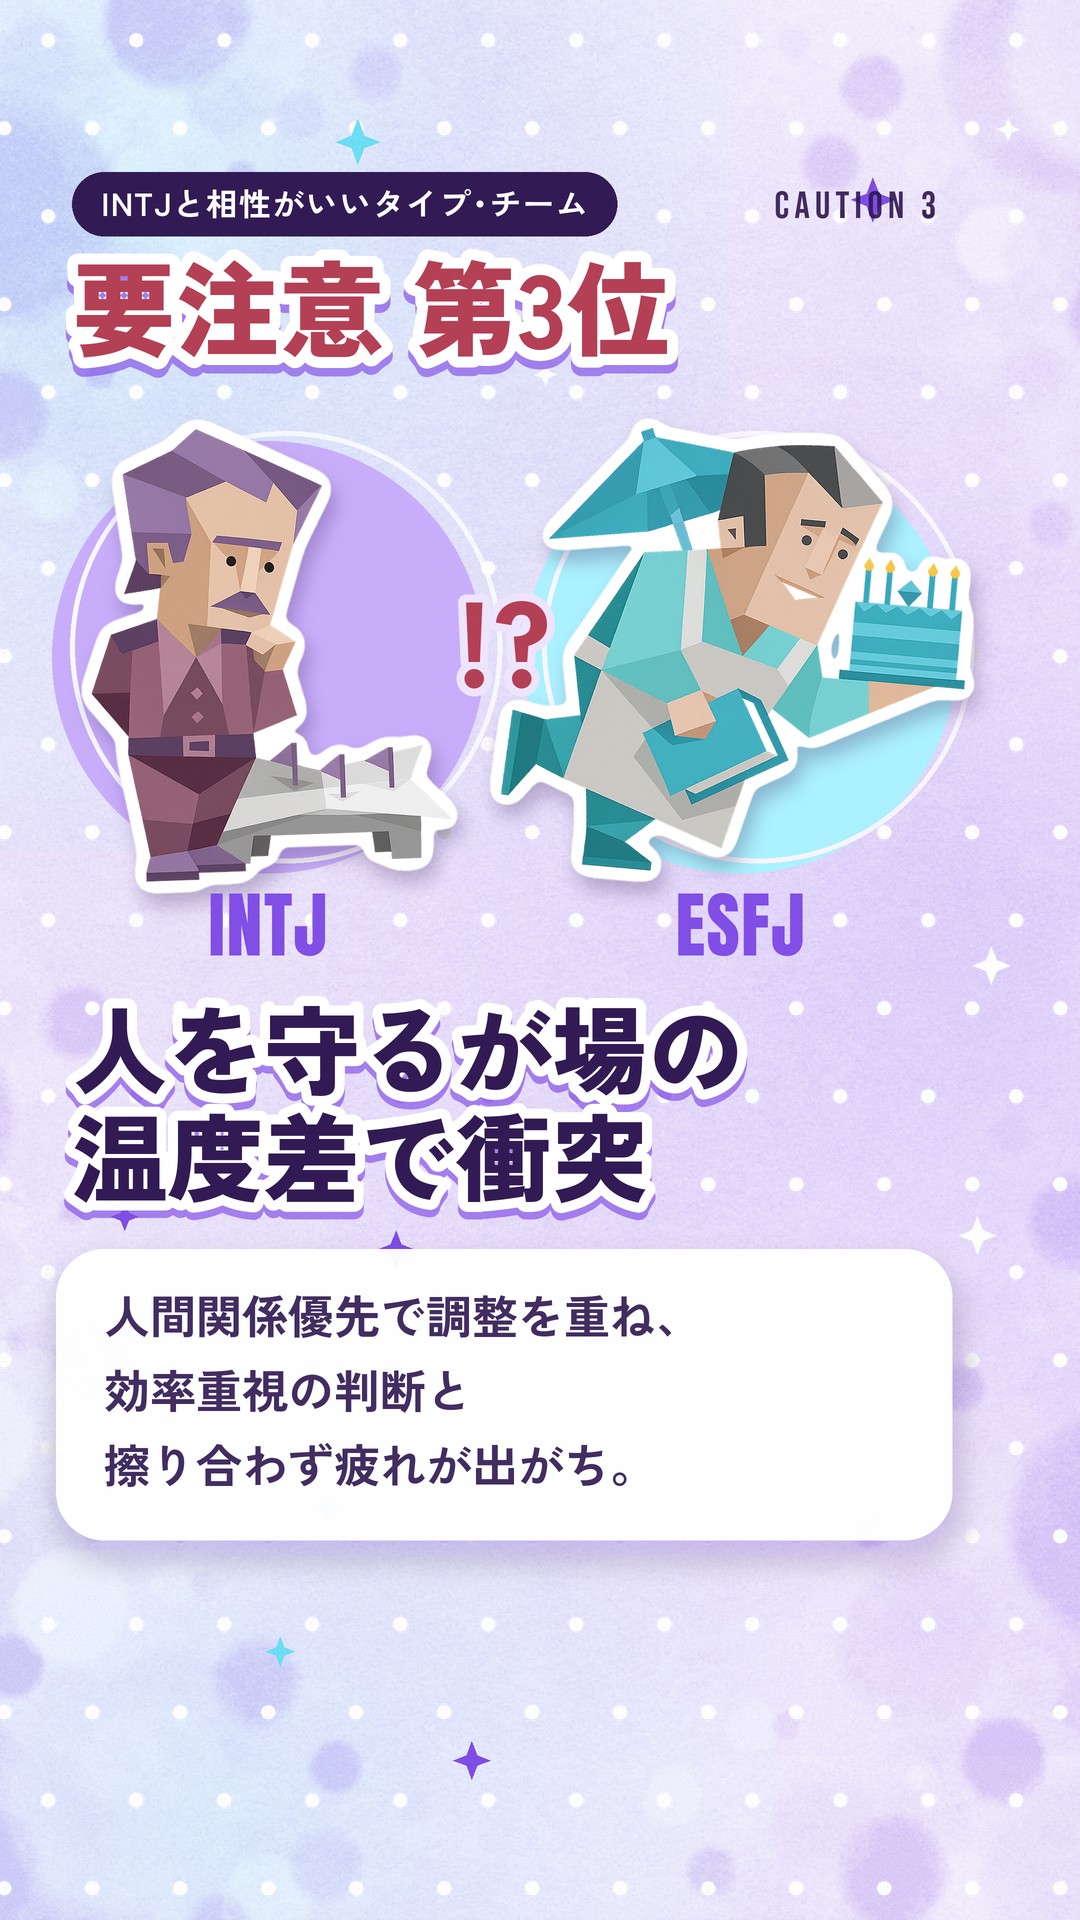 INTJと相性がいいタイプ・チーム
CAUTION 3
要注意 第3位
!?
INTJ
ESFJ
人を守るが場の
温度差で衝突
人間関係優先で調整を重ね、
効率重視の判断と
擦り合わず疲れが出がち。